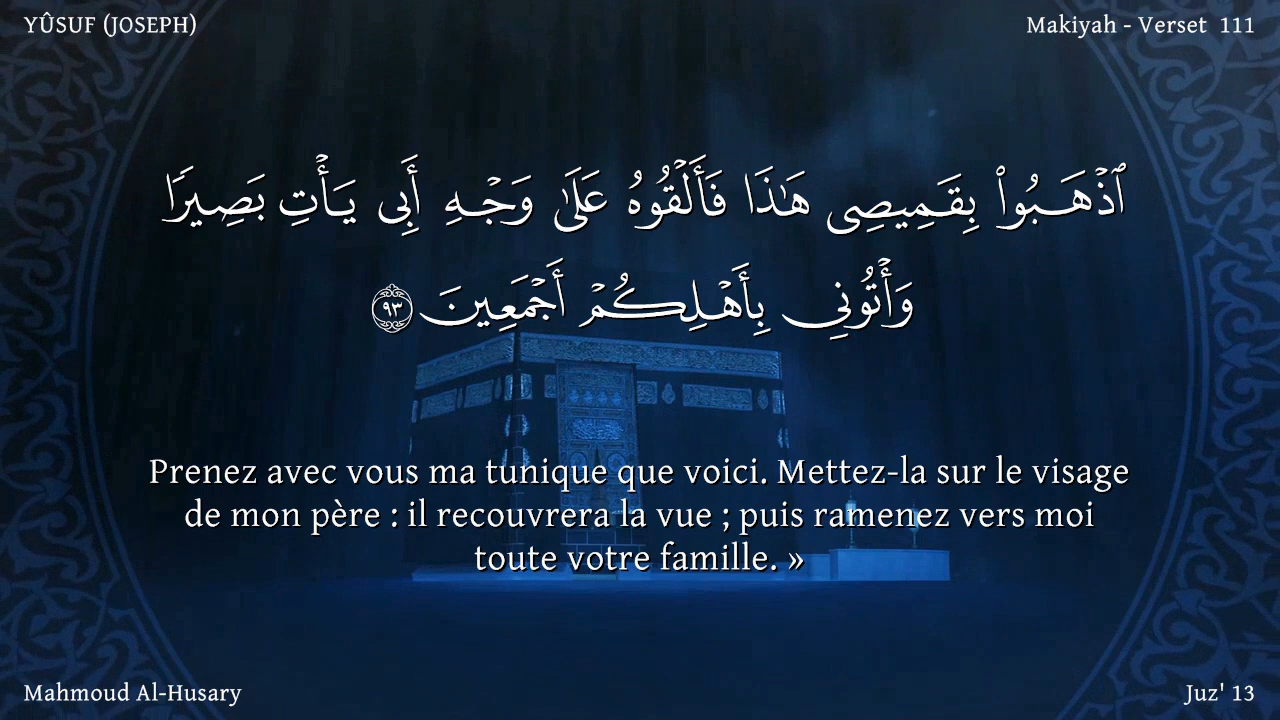 YÛSUF (JOSEPH)
Makiyah - Verset 111
ٱذۡهَبُواْ بِقَمِيصِى هَٰذَا فَأَلۡقُوهُ عَلَىٰ وَجۡهِ أَبِى يَأۡتِ بَصِيرًا
وَأۡتُونِى بِأَهۡلِكُمۡ أَجۡمَعِينَ ٩٣
Prenez avec vous ma tunique que voici. Mettez-la sur le visage
de mon père : il recouvrera la vue ; puis ramenez vers moi
toute votre famille. »
Mahmoud Al-Husary
Juz' 13